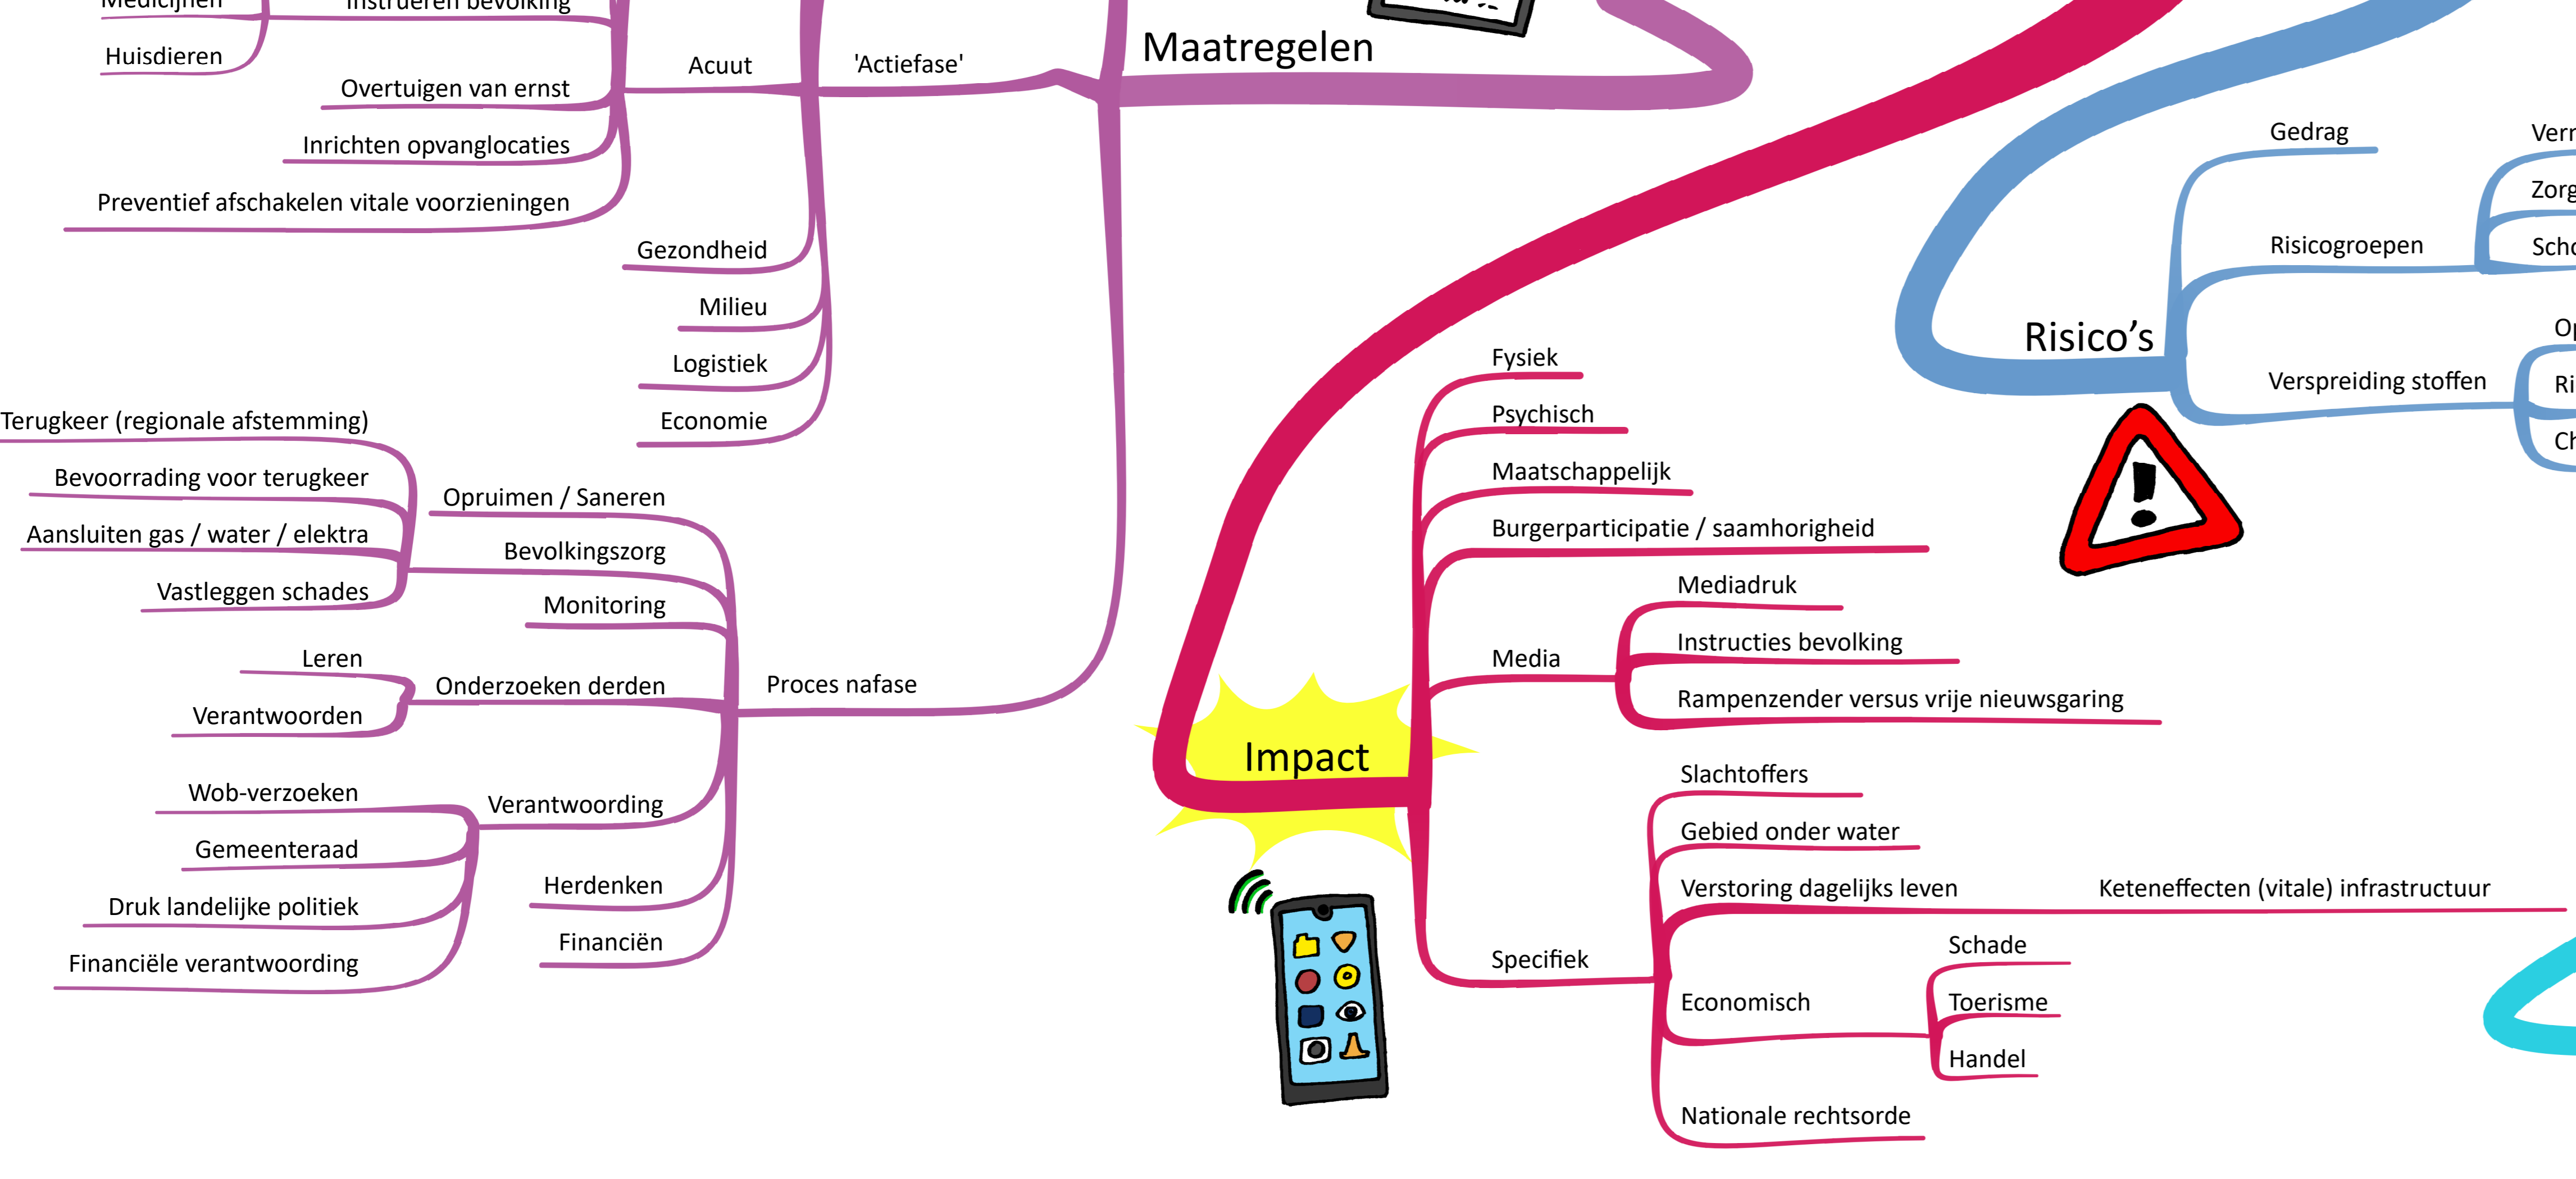 Medicijnen
Huisdieren
Instrueren bevolking
Overtuigen van ernst
Inrichten opvanglocaties
Preventief afschakelen vitale voorzieningen
Acuut
'Actiefase'
Maatregelen
Gezondheid
Milieu
Logistiek
Economie
Terugkeer (regionale afstemming)
Bevoorrading voor terugkeer
Aansluiten gas / water / elektra
Vastleggen schades
Opruimen / Saneren
Bevolkingszorg
Monitoring
Leren
Verantwoorden
Onderzoeken derden
Proces nafase
Wob-verzoeken
Gemeenteraad
Druk landelijke politiek
Financiële verantwoording
Verantwoording
Herdenken
Financiën
Impact
Fysiek
Psychisch
Maatschappelijk
Burgerparticipatie / saamhorigheid
Media
Mediadruk
Instructies bevolking
Rampenzender versus vrije nieuwsgaring
Specifiek
Slachtoffers
Gebied onder water
Verstoring dagelijks leven
Keteneffecten (vitale) infrastructuur
Economisch
Schade
Toerisme
Handel
Nationale rechtsorde
Risico’s
Gedrag
Risicogroepen
Verspreiding stoffen